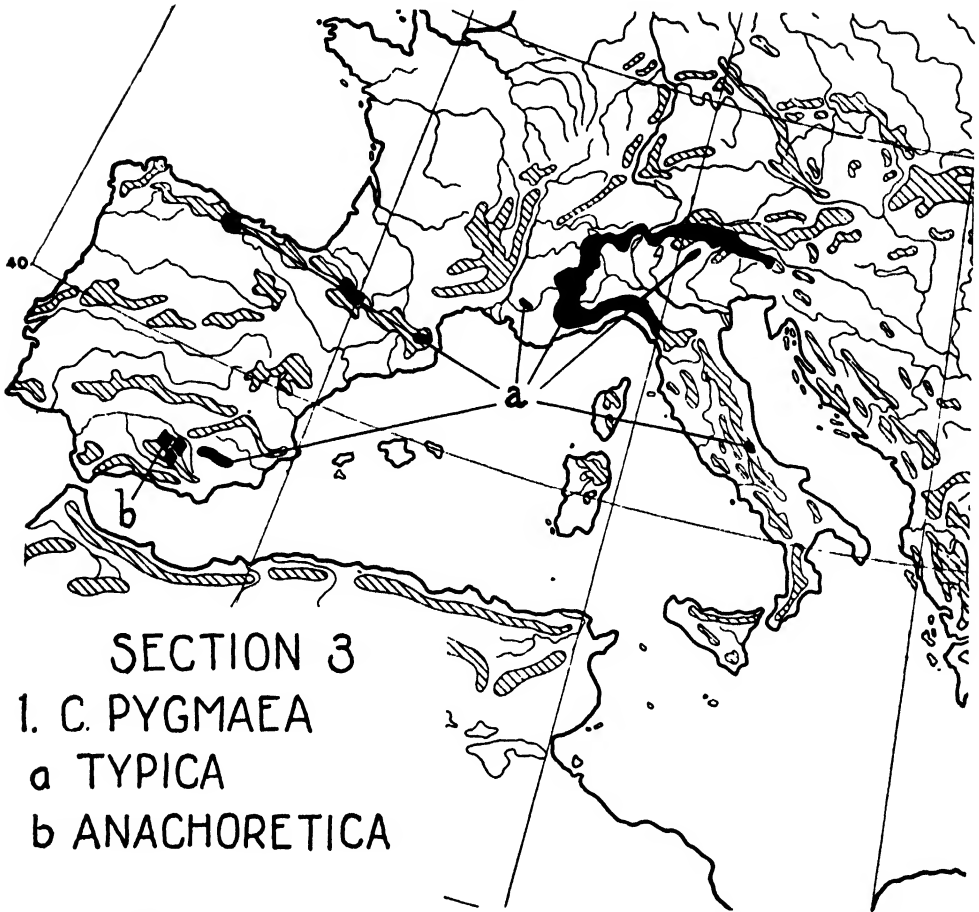 40
a
b
SECTION 3
1. C. PYGMAEA
a TYPICA
b ANACHORETICA